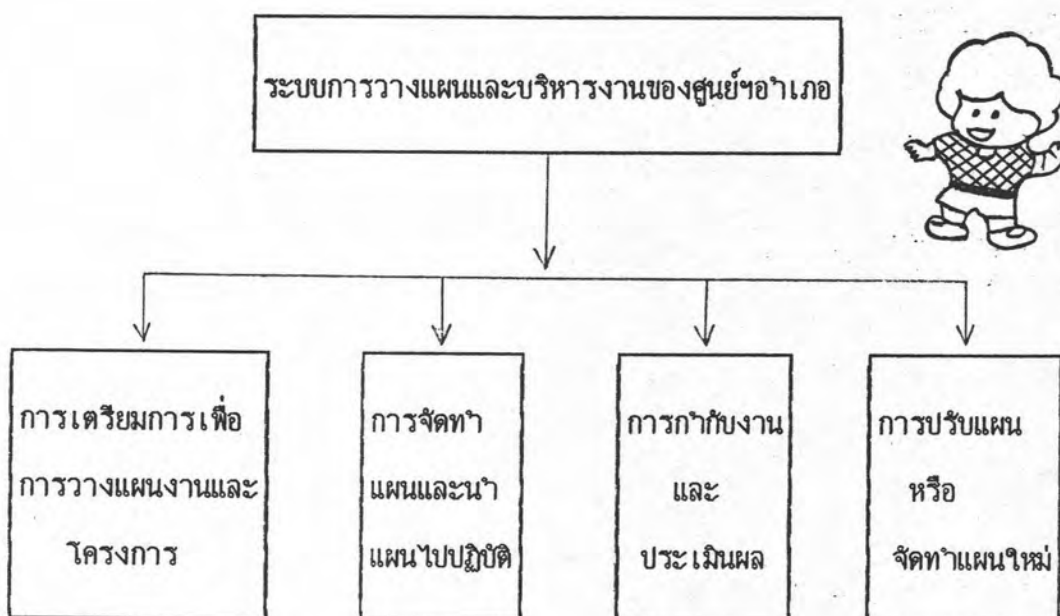 ระบบการวางแผนและบริหารงานของศูนย์ฯอำเภอ
การเตรียมการเพื่อ
การวางแผนงานและ
โครงการ
การจัดทำ
แผนและนำ
แผนไปปฏิบัติ
การกำกับงาน
และ
ประเมินผล
การปรับแผน
หรือ
จัดทำแผนใหม่